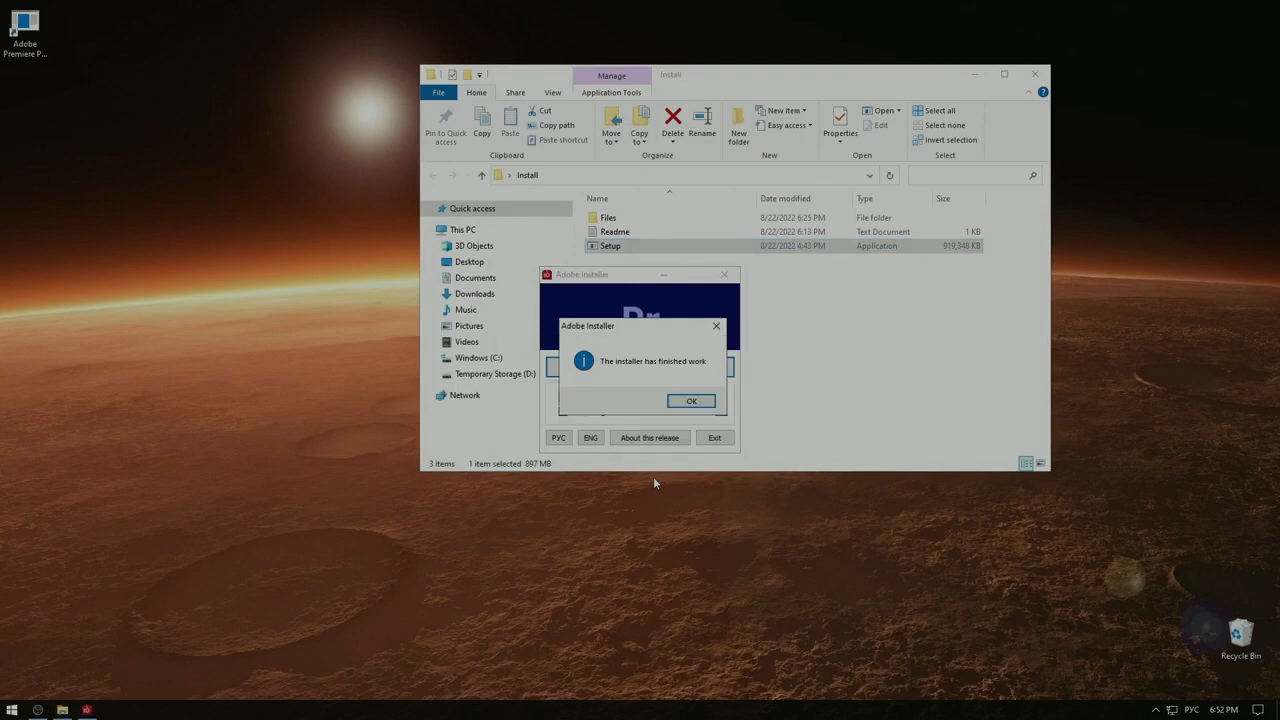 Adobe
Premiere P...
Manage
Install
File
Home
Share
View
Application Tools
Pin to Quick
access
Copy
Paste
Cut
Copy path
Paste shortcut
Clipboard
Move
to
Copy
to
Delete
Rename
Organize
New
folder
New item
Easy access
New
Properties
Open
Edit
Open
Select all
Select none
Invert selection
Select
Install
Name
Date modified
Type
Size
Quick access
Files
8/22/2022 6:25 PM
File folder
This PC
Readme
8/22/2022 6:13 PM
Text Document
1 KB
3D Objects
Setup
8/22/2022 4:43 PM
Application
919,348 KB
Desktop
Documents
Downloads
Music
Pictures
Videos
Windows (C:)
Temporary Storage (D:)
Network
Adobe Installer
Adobe Installer
The installer has finished work
OK
РУС
ENG
About this release
Exit
3 items
1 item selected 897 MB
Recycle Bin
РУС
6:52 PM